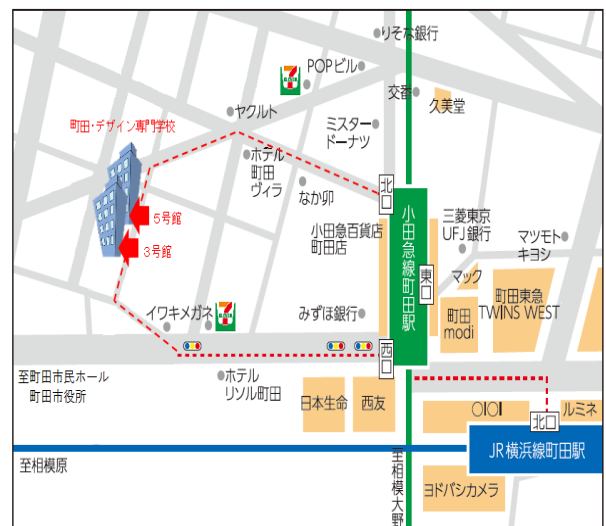 りそな銀行
POPビル
交番
久美堂
ヤクルト
町田・デザイン専門学校
ミスター
ドーナツ
ホテル
町田
ヴィラ
なか卯
北口
5号館
3号館
小田急百貨店
町田店
小田急線町田駅
東口
三菱東京
UFJ銀行
マツモト
キヨシ
マック
町田
modi
町田東急
TWINS WEST
イワキメガネ
みずほ銀行
西口
至町田市民ホール
町田市役所
ホテル
リソル町田
日本生命
西友
OIOI
ルミネ
北口
JR横浜線町田駅
至相模原
至相模大野
ヨドバシカメラ